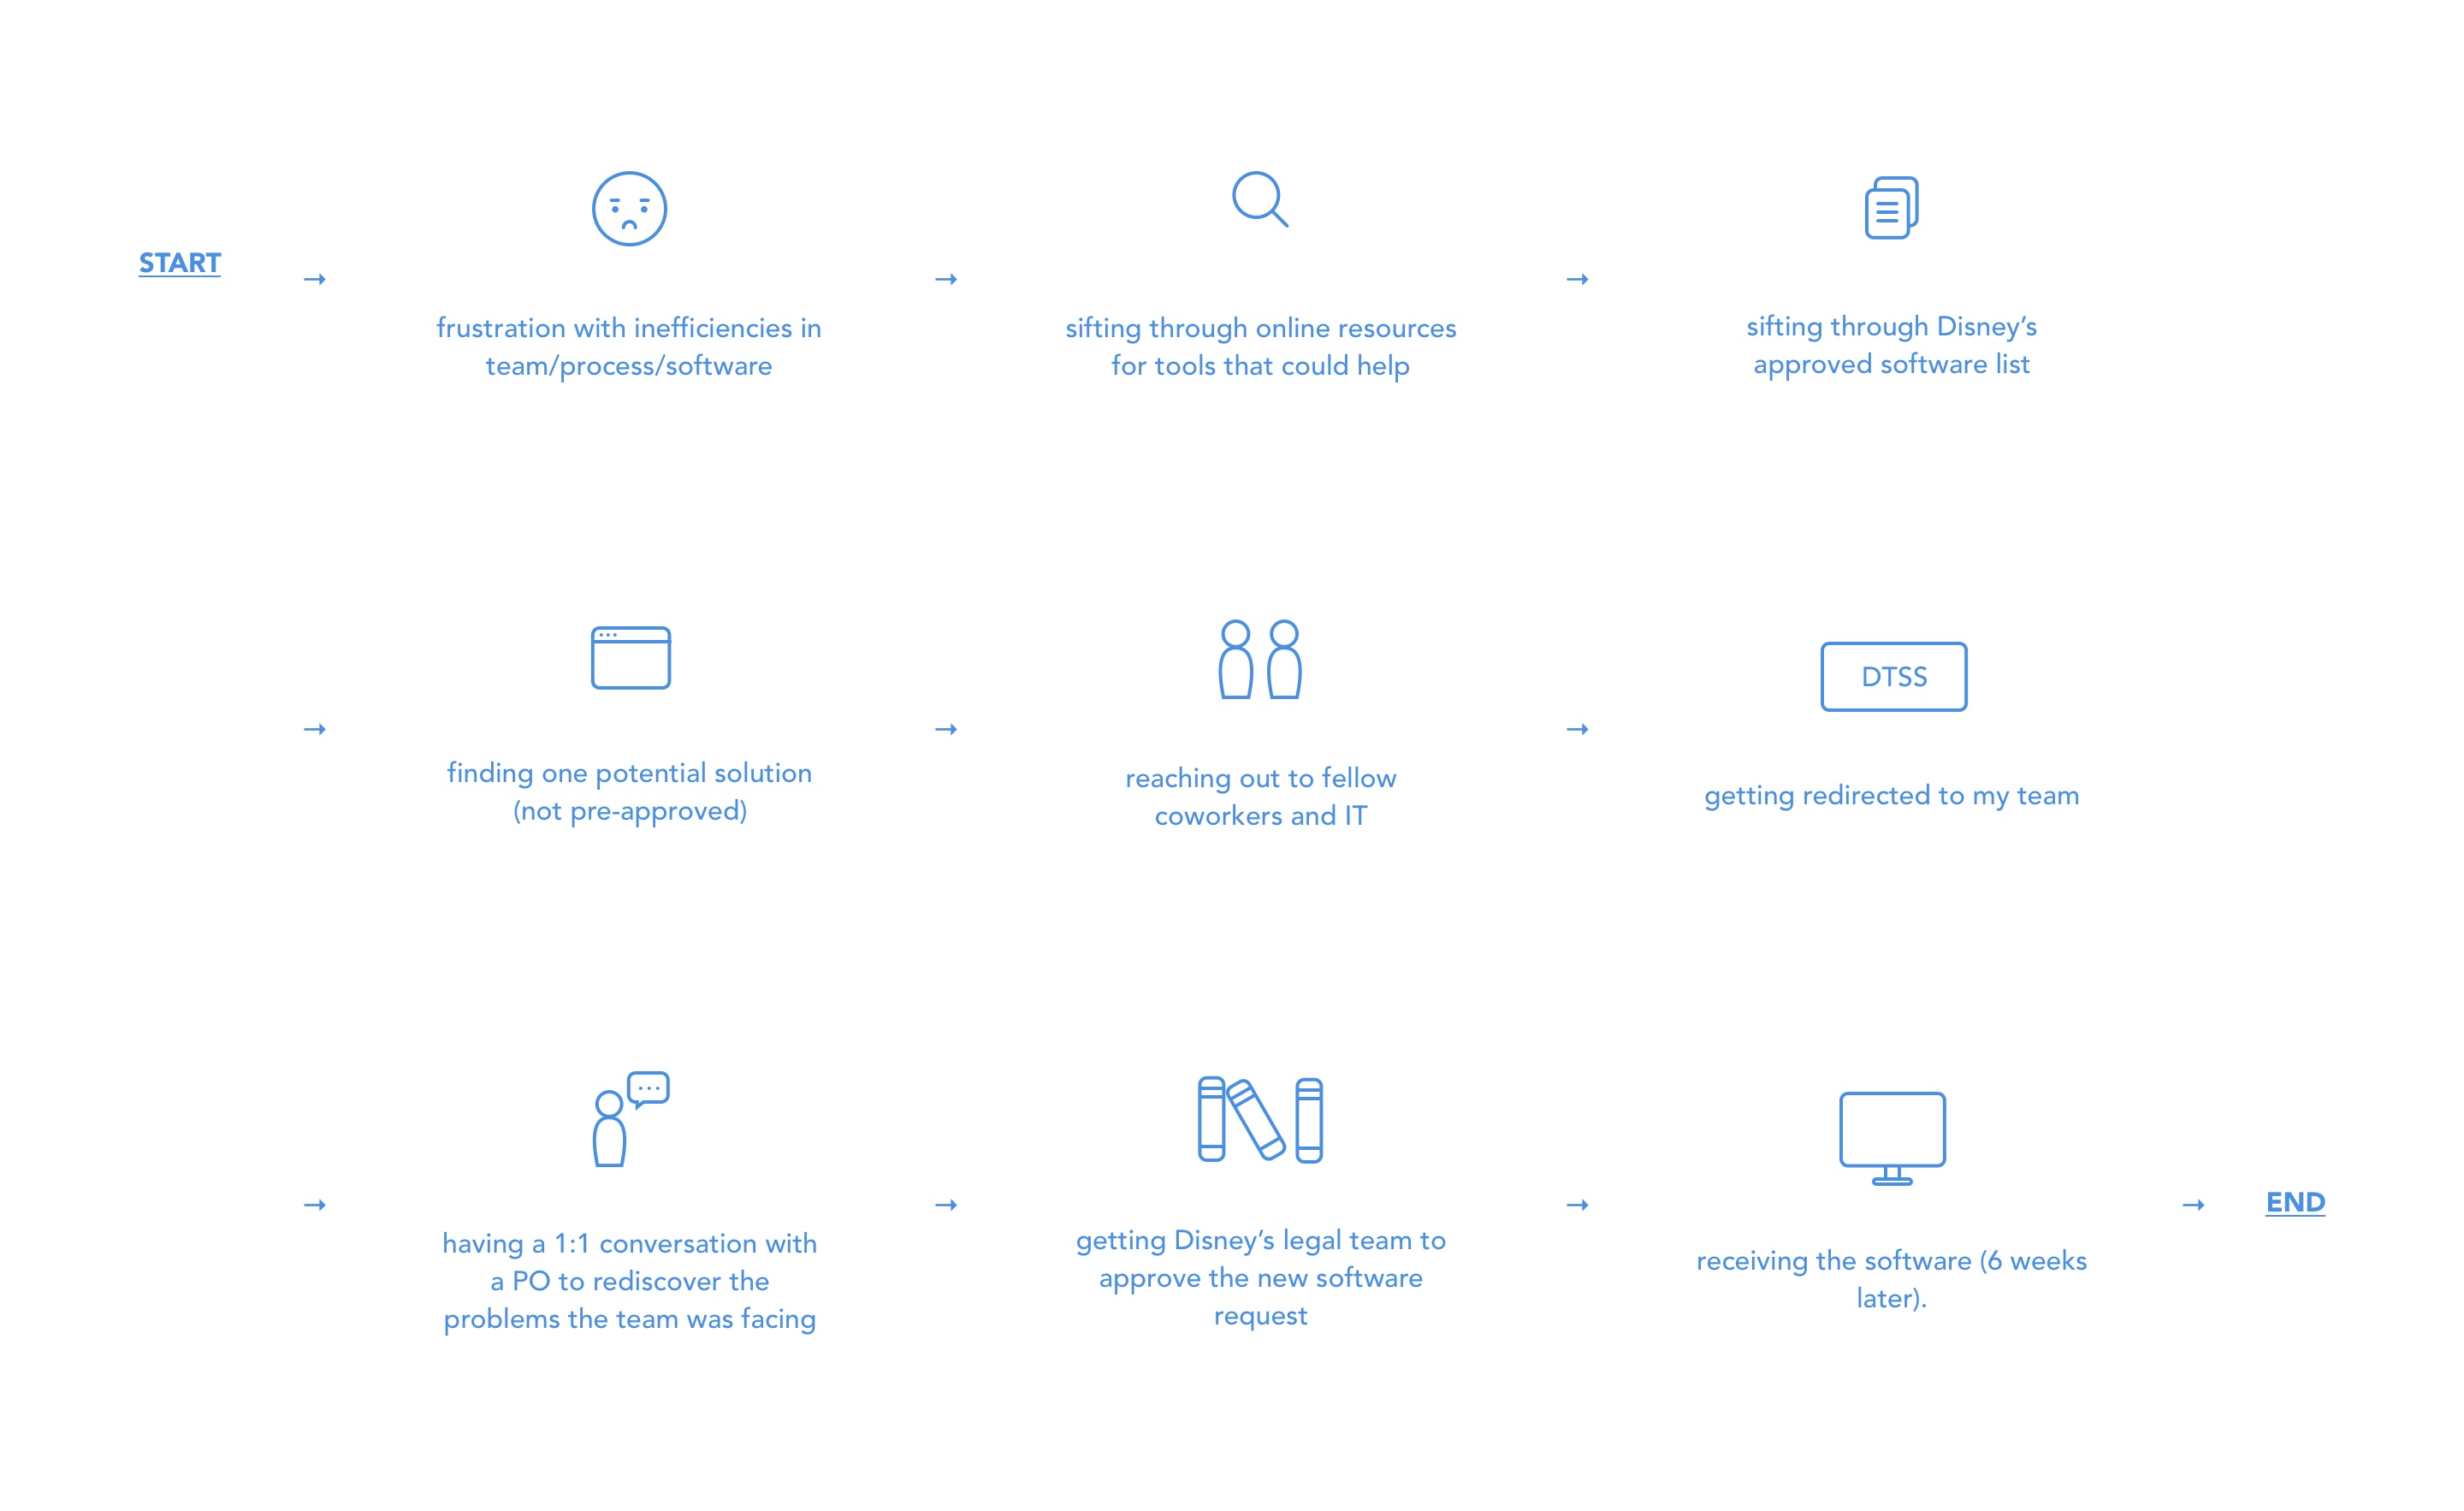 START
→
frustration with inefficiencies in
team/process/software
→
sifting through online resources
for tools that could help
→
sifting through Disney’s
approved software list
→
finding one potential solution
(not pre-approved)
→
reaching out to fellow
coworkers and IT
→
DTSS
getting redirected to my team
→
having a 1:1 conversation with
a PO to rediscover the
problems the team was facing
→
getting Disney’s legal team to
approve the new software
request
→
receiving the software (6 weeks
later).
→
END